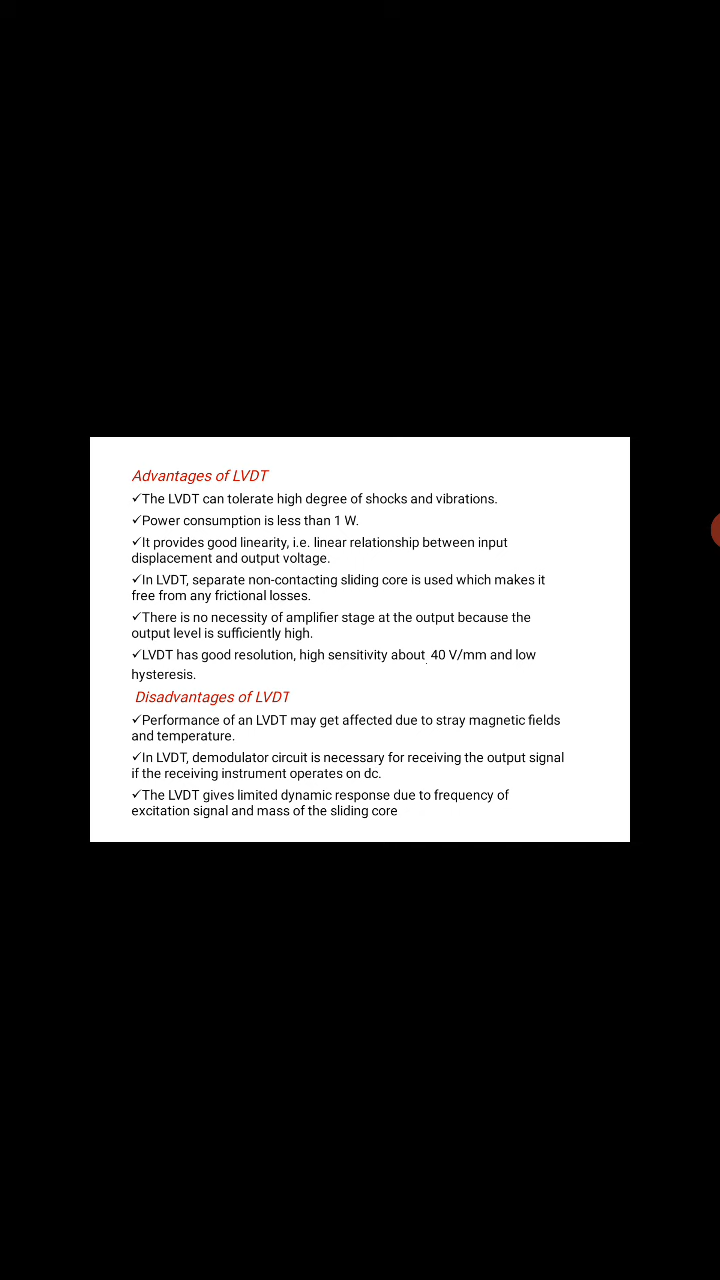 Advantages of LVDT
✓The LVDT can tolerate high degree of shocks and vibrations.
✓Power consumption is less than 1 W.
✓It provides good linearity, i.e. linear relationship between input
displacement and output voltage.
✓In LVDT, separate non-contacting sliding core is used which makes it
free from any frictional losses.
✓There is no necessity of amplifier stage at the output because the
output level is sufficiently high.
✓LVDT has good resolution, high sensitivity about 40 V/mm and low
hysteresis.
Disadvantages of LVDT
✓Performance of an LVDT may get affected due to stray magnetic fields
and temperature.
✓In LVDT, demodulator circuit is necessary for receiving the output signal
if the receiving instrument operates on dc.
✓The LVDT gives limited dynamic response due to frequency of
excitation signal and mass of the sliding core